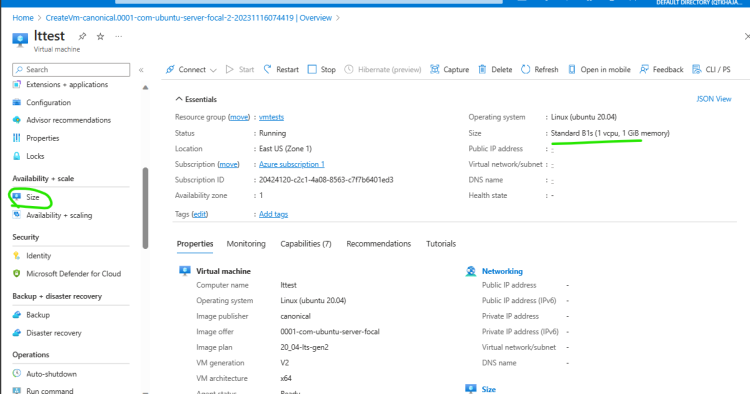 DEFAULT DIRECTORY (QTKHAJA...
Home > CreateVm-canonical.0001-com-ubuntu-server-focal-2-20231116074419 | Overview >
lttest
Virtual machine
Search
Connect
Start
Restart
Stop
Hibernate (preview)
Capture
Delete
Refresh
Open in mobile
Feedback
CLI / PS
Extensions + applications
Configuration
Advisor recommendations
Properties
Locks
Availability + scale
Size
Availability + scaling
Security
Identity
Microsoft Defender for Cloud
Backup + disaster recovery
Backup
Disaster recovery
Operations
Auto-shutdown
Run command
Essentials
JSON View
Resource group (move) : vmtests
Status : Running
Location : East US (Zone 1)
Subscription (move) : Azure subscription 1
Subscription ID : 20424120-c2c1-4a08-8563-c7f7b6401ed3
Availability zone : 1
Operating system : Linux (ubuntu 20.04)
Size : Standard B1s (1 vcpu, 1 GiB memory)
Public IP address : -
Virtual network/subnet : -
DNS name : -
Health state : -
Tags (edit) : Add tags
Properties Monitoring Capabilities (7) Recommendations Tutorials
Virtual machine
Computer name lttest
Operating system Linux (ubuntu 20.04)
Image publisher canonical
Image offer 0001-com-ubuntu-server-focal
Image plan 20_04-lts-gen2
VM generation V2
VM architecture x64
Agent status Ready
Networking
Public IP address -
Public IP address (IPv6) -
Private IP address -
Private IP address (IPv6) -
Virtual network/subnet -
DNS name -
Size